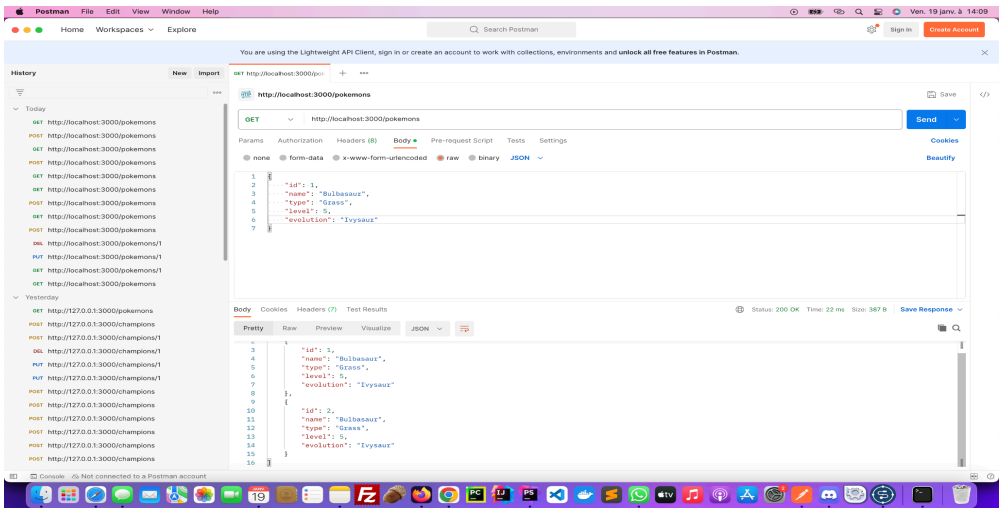 Postman File Edit View Window Help
Ven. 19 janv. à 14:09
Home Workspaces Explore
Search Postman
Sign In Create Account
You are using the Lightweight API Client, sign in or create an account to work with collections, environments and unlock all free features in Postman.
History New Import
GET http://localhost:3000/pok
http://localhost:3000/pokemons
Save
GET http://localhost:3000/pokemons
Send
Params Authorization Headers (8) Body Pre-request Script Tests Settings
Cookies
none form-data x-www-form-urlencoded raw binary JSON
Beautify
1 {
2 "id": 1,
3 "name": "Bulbasaur",
4 "type": "Grass",
5 "level": 5,
6 "evolution": "Ivysaur"
7 }
Today
GET http://localhost:3000/pokemons
POST http://localhost:3000/pokemons
GET http://localhost:3000/pokemons
POST http://localhost:3000/pokemons
GET http://localhost:3000/pokemons
GET http://localhost:3000/pokemons
POST http://localhost:3000/pokemons
GET http://localhost:3000/pokemons
POST http://localhost:3000/pokemons
DEL http://localhost:3000/pokemons/1
PUT http://localhost:3000/pokemons/1
GET http://localhost:3000/pokemons/1
GET http://localhost:3000/pokemons
Yesterday
GET http://127.0.0.1:3000/pokemons
POST http://127.0.0.1:3000/champions
POST http://127.0.0.1:3000/champions/1
DEL http://127.0.0.1:3000/champions/1
PUT http://127.0.0.1:3000/champions/1
PUT http://127.0.0.1:3000/champions/1
POST http://127.0.0.1:3000/champions
POST http://127.0.0.1:3000/champions
POST http://127.0.0.1:3000/champions
POST http://127.0.0.1:3000/champions
POST http://127.0.0.1:3000/champions
POST http://127.0.0.1:3000/champions
Body Cookies Headers (7) Test Results
Status: 200 OK Time: 22 ms Size: 387 B Save Response
Pretty Raw Preview Visualize JSON
3 "id": 1,
4 "name": "Bulbasaur",
5 "type": "Grass",
6 "level": 5,
7 "evolution": "Ivysaur"
8 },
9 {
10 "id": 2,
11 "name": "Bulbasaur",
12 "type": "Grass",
13 "level": 5,
14 "evolution": "Ivysaur"
15 }
16 ]
Console Not connected to a Postman account
19
PC IJ PS
tv